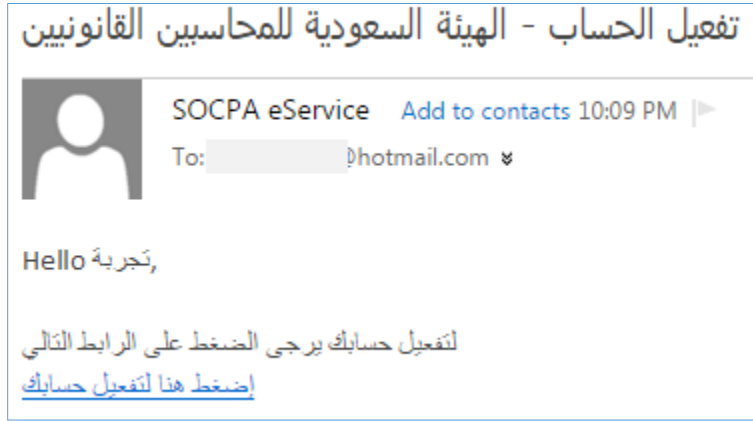 تفعيل الحساب - الهيئة السعودية للمحاسبين القانونيين
SOCPA eService Add to contacts 10:09 PM
To: @hotmail.com
Hello تجربة,
لتفعيل حسابك يرجى الضغط على الرابط التالي
إضغط هنا لتفعيل حسابك